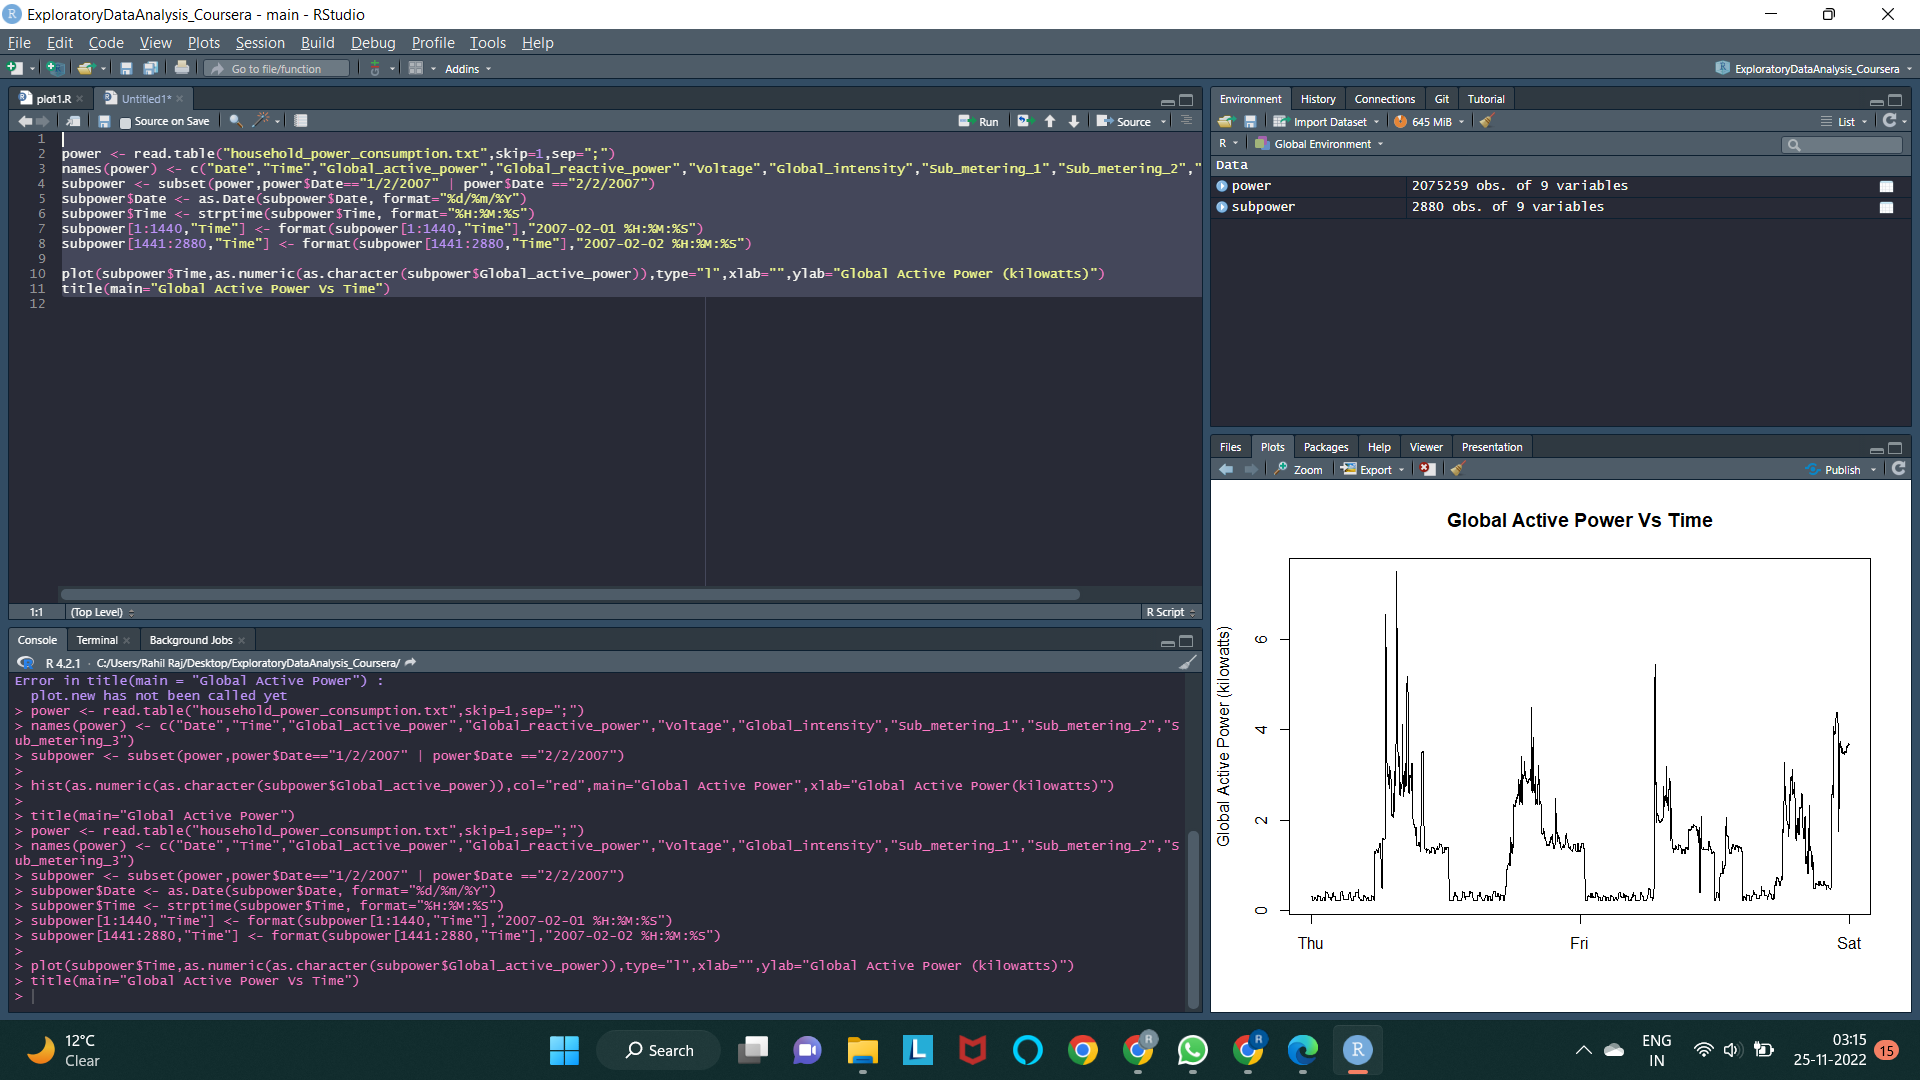 ExploratoryDataAnalysis_Coursera - main - RStudio
File Edit Code View Plots Session Build Debug Profile Tools Help
Go to file/function Addins ExploratoryDataAnalysis_Coursera
plot1.R Untitled1*
Source on Save Run Source
1
2 power <- read.table("household_power_consumption.txt",skip=1,sep=";")
3 names(power) <- c("Date","Time","Global_active_power","Global_reactive_power","Voltage","Global_intensity","Sub_metering_1","Sub_metering_2","
4 subpower <- subset(power,power$Date=="1/2/2007" | power$Date =="2/2/2007")
5 subpower$Date <- as.Date(subpower$Date, format="%d/%m/%Y")
6 subpower$Time <- strptime(subpower$Time, format="%H:%M:%S")
7 subpower[1:1440,"Time"] <- format(subpower[1:1440,"Time"],"2007-02-01 %H:%M:%S")
8 subpower[1441:2880,"Time"] <- format(subpower[1441:2880,"Time"],"2007-02-02 %H:%M:%S")
9
10 plot(subpower$Time,as.numeric(as.character(subpower$Global_active_power)),type="l",xlab="",ylab="Global Active Power (kilowatts)")
11 title(main="Global Active Power Vs Time")
12
1:1 (Top Level) R Script
Console Terminal Background Jobs
R 4.2.1 · C:/Users/Rahil Raj/Desktop/ExploratoryDataAnalysis_Coursera/
Error in title(main = "Global Active Power") :
plot.new has not been called yet
> power <- read.table("household_power_consumption.txt",skip=1,sep=";")
> names(power) <- c("Date","Time","Global_active_power","Global_reactive_power","Voltage","Global_intensity","Sub_metering_1","Sub_metering_2","S
ub_metering_3")
> subpower <- subset(power,power$Date=="1/2/2007" | power$Date =="2/2/2007")
>
> hist(as.numeric(as.character(subpower$Global_active_power)),col="red",main="Global Active Power",xlab="Global Active Power(kilowatts)")
>
> title(main="Global Active Power")
> power <- read.table("household_power_consumption.txt",skip=1,sep=";")
> names(power) <- c("Date","Time","Global_active_power","Global_reactive_power","Voltage","Global_intensity","Sub_metering_1","Sub_metering_2","S
ub_metering_3")
> subpower <- subset(power,power$Date=="1/2/2007" | power$Date =="2/2/2007")
> subpower$Date <- as.Date(subpower$Date, format="%d/%m/%Y")
> subpower$Time <- strptime(subpower$Time, format="%H:%M:%S")
> subpower[1:1440,"Time"] <- format(subpower[1:1440,"Time"],"2007-02-01 %H:%M:%S")
> subpower[1441:2880,"Time"] <- format(subpower[1441:2880,"Time"],"2007-02-02 %H:%M:%S")
>
> plot(subpower$Time,as.numeric(as.character(subpower$Global_active_power)),type="l",xlab="",ylab="Global Active Power (kilowatts)")
> title(main="Global Active Power Vs Time")
>
Environment History Connections Git Tutorial
Import Dataset 645 MiB List
R Global Environment
Data
power 2075259 obs. of 9 variables
subpower 2880 obs. of 9 variables
Files Plots Packages Help Viewer Presentation
Zoom Export Publish
Global Active Power Vs Time
Global Active Power (kilowatts)
6
4
2
0
Thu Fri Sat
12°C
Clear
Search
ENG
IN
03:15
25-11-2022
15